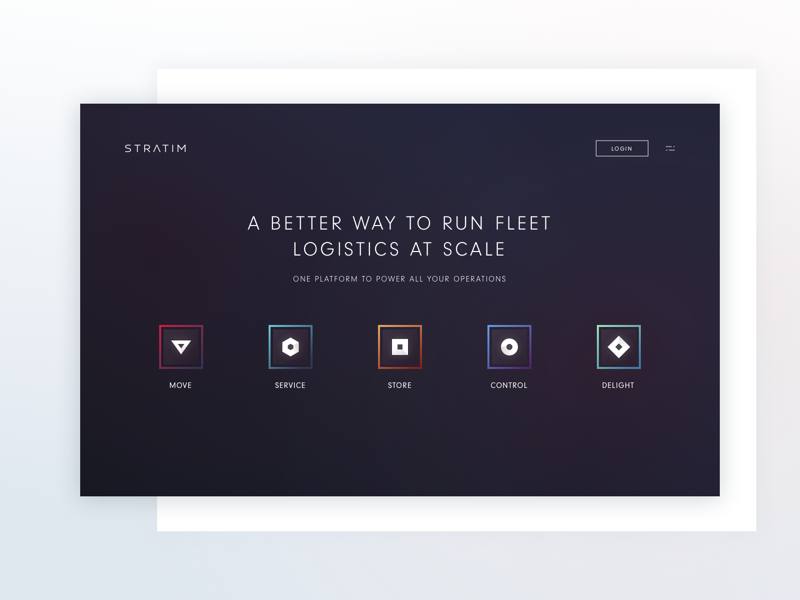 STRATIM
LOGIN
A BETTER WAY TO RUN FLEET
LOGISTICS AT SCALE
ONE PLATFORM TO POWER ALL YOUR OPERATIONS
MOVE
SERVICE
STORE
CONTROL
DELIGHT